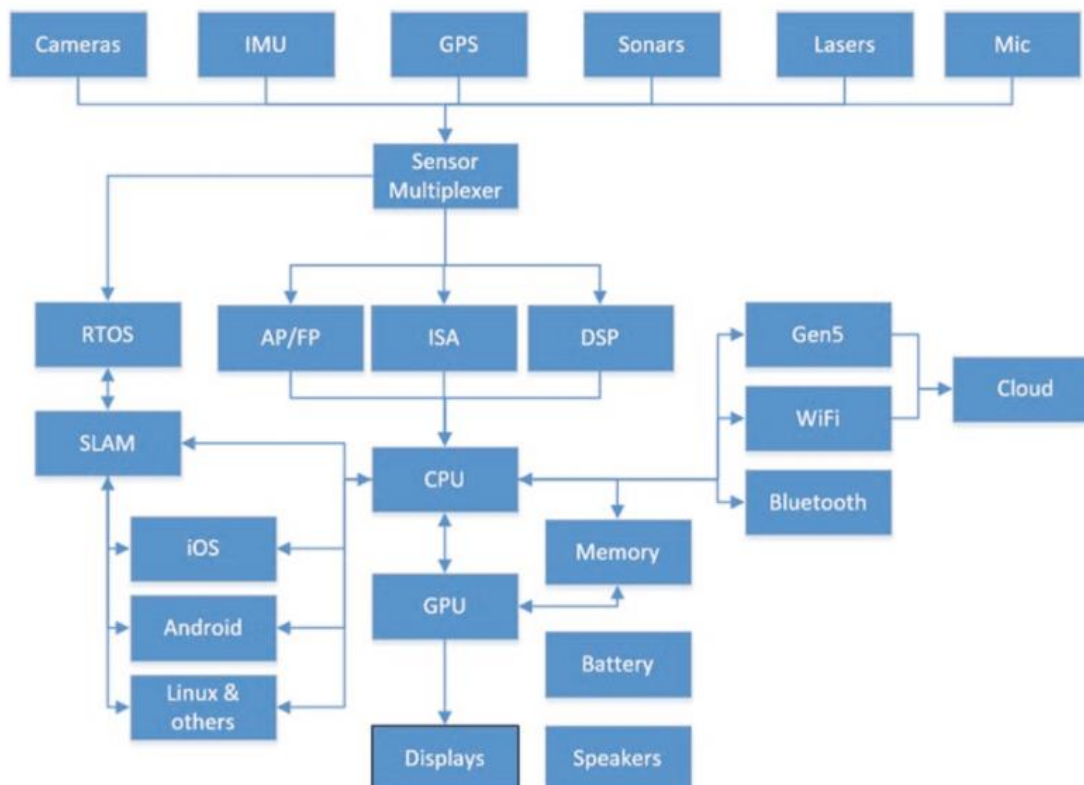 Cameras
IMU
GPS
Sonars
Lasers
Mic
Sensor
Multiplexer
RTOS
AP/FP
ISA
DSP
Gen5
Cloud
WiFi
SLAM
CPU
Bluetooth
iOS
Memory
GPU
Android
Battery
Linux &
others
Displays
Speakers